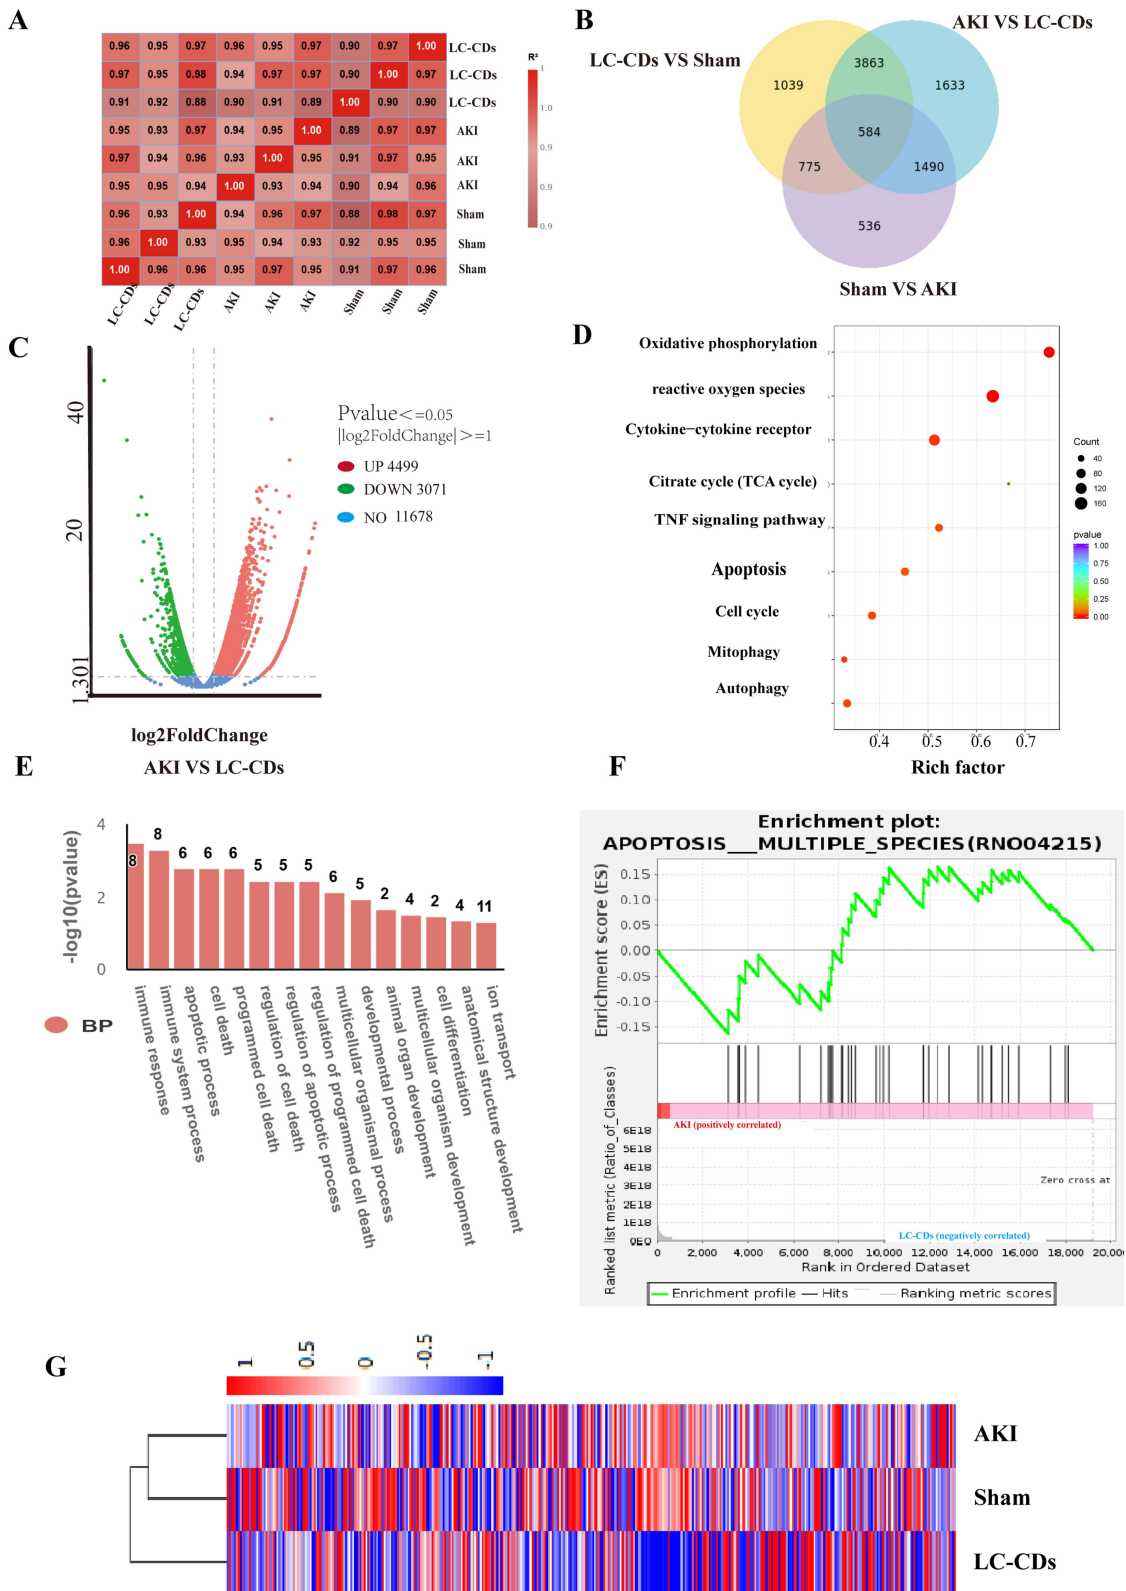 A
0.96 0.95 0.97 0.96 0.95 0.97 0.90 0.97 1.00 LC-CDs
0.97 0.95 0.98 0.94 0.97 0.97 0.90 1.00 0.97 LC-CDs
0.91 0.92 0.88 0.90 0.91 0.89 1.00 0.90 0.90 LC-CDs
0.95 0.93 0.97 0.94 0.95 1.00 0.89 0.97 0.97 AKI
0.97 0.94 0.96 0.93 1.00 0.95 0.91 0.97 0.95 AKI
0.95 0.95 0.94 1.00 0.93 0.94 0.90 0.94 0.96 AKI
0.96 0.93 1.00 0.94 0.96 0.97 0.88 0.98 0.97 Sham
0.96 1.00 0.93 0.95 0.94 0.93 0.92 0.95 0.95 Sham
1.00 0.96 0.96 0.95 0.97 0.95 0.91 0.97 0.96 Sham
LC-CDs LC-CDs LC-CDs AKI AKI AKI Sham Sham Sham
R²
1
1.0
0.9
0.9
0.9
B
AKI VS LC-CDs
LC-CDs VS Sham
3863
1039
1633
584
775
1490
536
Sham VS AKI
C
40
20
1.301
Pvalue<=0.05
|log2FoldChange|>=1
UP 4499
DOWN 3071
NO 11678
log2FoldChange
AKI VS LC-CDs
D
Oxidative phosphorylation
reactive oxygen species
Cytokine-cytokine receptor
Citrate cycle (TCA cycle)
TNF signaling pathway
Apoptosis
Cell cycle
Mitophagy
Autophagy
0.4 0.5 0.6 0.7
Rich factor
Count
40
80
120
160
pvalue
1.00
0.75
0.50
0.25
0.00
E
-log10(pvalue)
4
2
0
8 8 6 6 6 5 5 5 6 5 2 4 2 4 11
immune response
immune system process
apoptotic process
cell death
programmed cell death
regulation of cell death
regulation of apoptotic process
regulation of programmed cell death
multicellular organismal process
developmental process
animal organ development
multicellular organism development
cell differentiation
anatomical structure development
ion transport
BP
F
Enrichment plot:
APOPTOSIS___MULTIPLE_SPECIES(RNO04215)
Enrichment score (ES)
0.15
0.10
0.05
0.00
-0.05
-0.10
-0.15
AKI (positively correlated)
Ranked list metric (Ratio_of_Classes)
6E18
5E18
4E18
3E18
2E18
1E18
0E0
Zero cross at
LC-CDs (negatively correlated)
0 2,000 4,000 6,000 8,000 10,000 12,000 14,000 16,000 18,000 20,000
Rank in Ordered Dataset
Enrichment profile Hits Ranking metric scores
G
1 0.5 0 -0.5 -1
AKI
Sham
LC-CDs